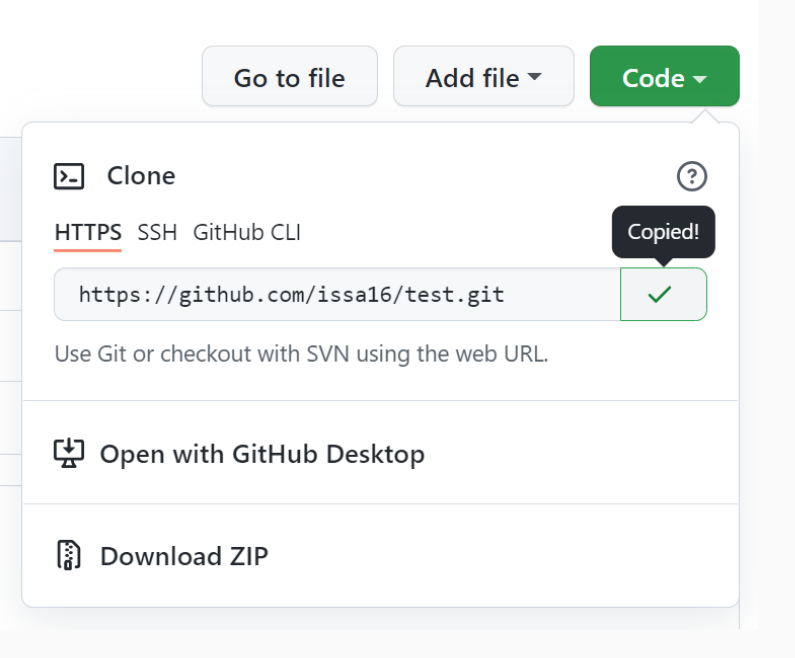 Go to file Add file Code
Clone
HTTPS SSH GitHub CLI Copied!
https://github.com/issa16/test.git
Use Git or checkout with SVN using the web URL.
Open with GitHub Desktop
Download ZIP